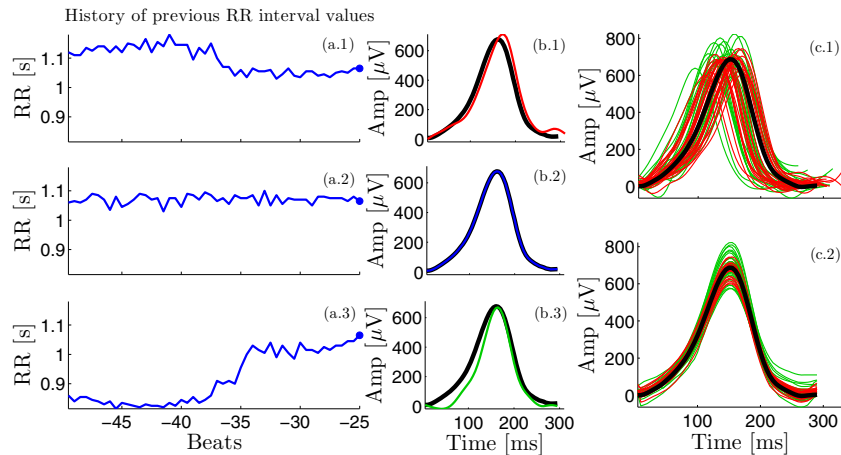 History of previous RR interval values
(a.1)
RR [s]
1.1
1
0.9
(b.1)
Amp [µV]
600
400
200
0
(c.1)
Amp [µV]
800
600
400
200
0
100
200
300
(a.2)
RR [s]
1.1
1
0.9
(b.2)
Amp [µV]
600
400
200
0
(a.3)
RR [s]
1.1
1
0.9
−45
−40
−35
−30
−25
Beats
(b.3)
Amp [µV]
600
400
200
0
0
100
200
300
Time [ms]
(c.2)
Amp [µV]
800
600
400
200
0
100
200
300
Time [ms]